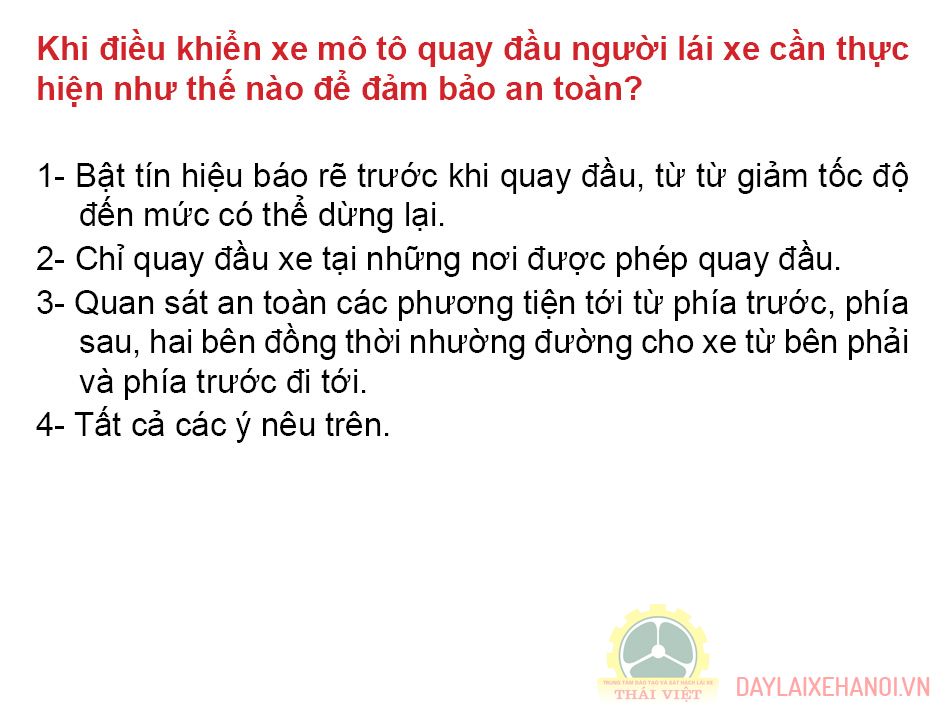 Khi điều khiển xe mô tô quay đầu người lái xe cần thực
hiện như thế nào để đảm bảo an toàn?
1- Bật tín hiệu báo rẽ trước khi quay đầu, từ từ giảm tốc độ
đến mức có thể dừng lại.
2- Chỉ quay đầu xe tại những nơi được phép quay đầu.
3- Quan sát an toàn các phương tiện tới từ phía trước, phía
sau, hai bên đồng thời nhường đường cho xe từ bên phải
và phía trước đi tới.
4- Tất cả các ý nêu trên.
TRUNG TÂM ĐÀO TẠO VÀ SÁT HẠCH LÁI XE
THÁI VIỆT
DAYLAIXEHANOI.VN